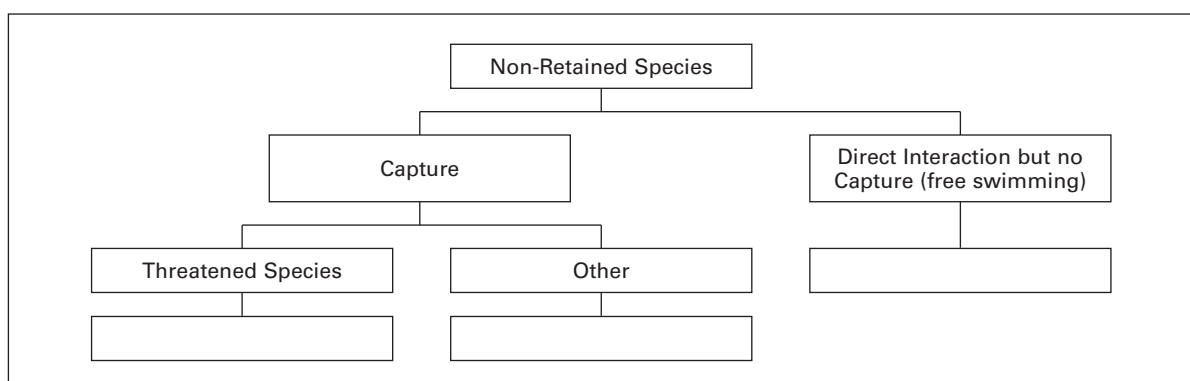 Non-Retained Species
Capture
Direct Interaction but no
Capture (free swimming)
Threatened Species
Other